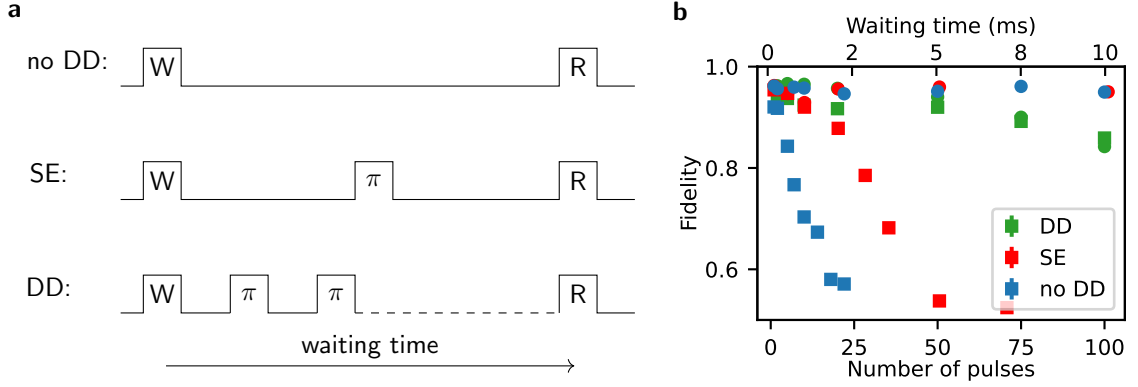 a
no DD:
W
R
SE:
W
π
R
DD:
W
π
π
R
waiting time
b
Waiting time (ms)
0 2 5 8 10
1.0
0.8
0.6
Fidelity
DD
SE
no DD
0 25 50 75 100
Number of pulses